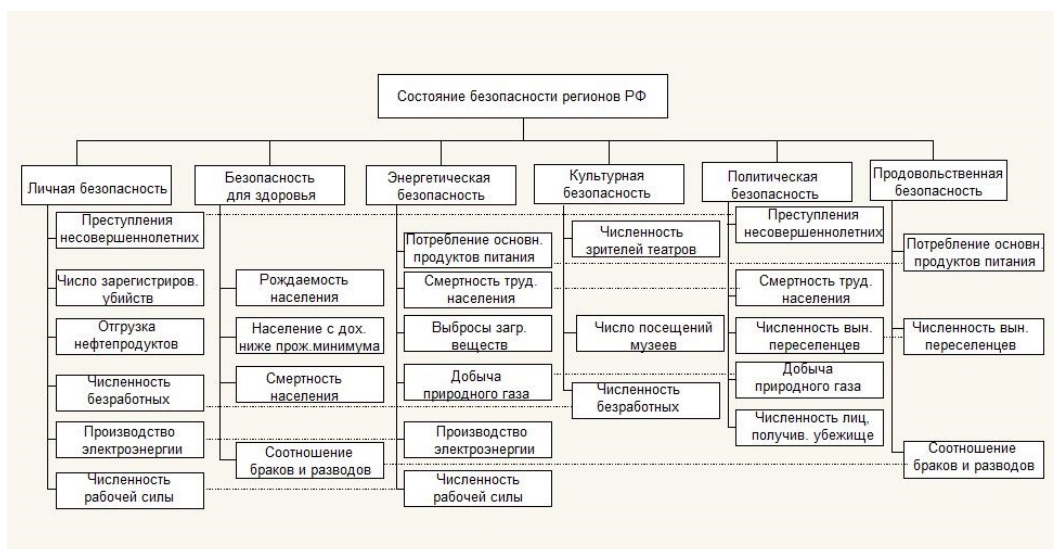 Состояние безопасности регионов РФ
Личная безопасность
Безопасность
для здоровья
Энергетическая
безопасность
Культурная
безопасность
Политическая
безопасность
Продовольственная
безопасность
Преступления
несовершеннолетних
Число зарегистриров.
убийств
Отгрузка
нефтепродуктов
Численность
безработных
Производство
электроэнергии
Численность
рабочей силы
Рождаемость
населения
Население с дох.
ниже прож.минимума
Смертность
населения
Соотношение
браков и разводов
Потребление основн.
продуктов питания
Смертность труд.
населения
Выбросы загр.
веществ
Добыча
природного газа
Производство
электроэнергии
Численность
рабочей силы
Численность
зрителей театров
Число посещений
музеев
Численность
безработных
Преступления
несовершеннолетних
Смертность труд.
населения
Численность вын.
переселенцев
Добыча
природного газа
Численность лиц,
получив. убежище
Потребление основн.
продуктов питания
Численность вын.
переселенцев
Соотношение
браков и разводов